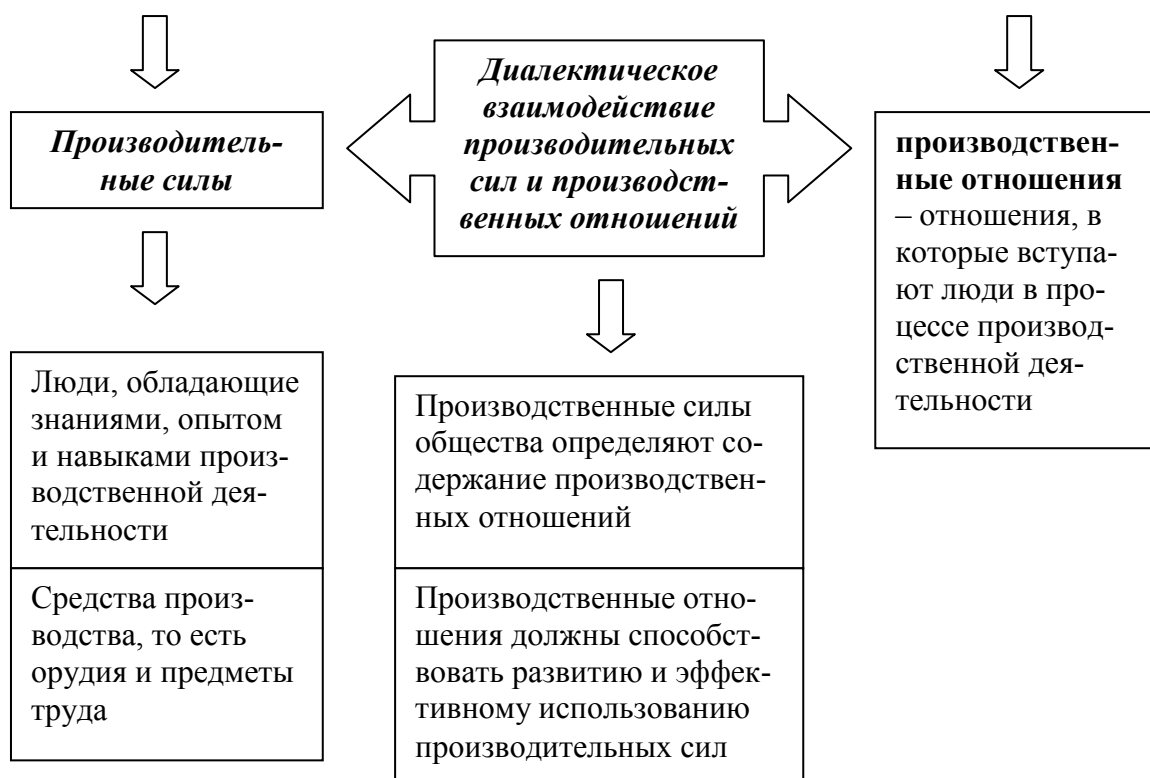 Производитель-
ные силы
Люди, обладающие
знаниями, опытом
и навыками произ-
водственной дея-
тельности
Средства произ-
водства, то есть
орудия и предметы
труда
Диалектическое
взаимодействие
производительных
сил и производст-
венных отношений
Производственные силы
общества определяют со-
держание производствен-
ных отношений
Производственные отно-
шения должны способст-
вовать развитию и эффек-
тивному использованию
производительных сил
производствен-
ные отношения
– отношения, в
которые вступа-
ют люди в про-
цессе производ-
ственной дея-
тельности